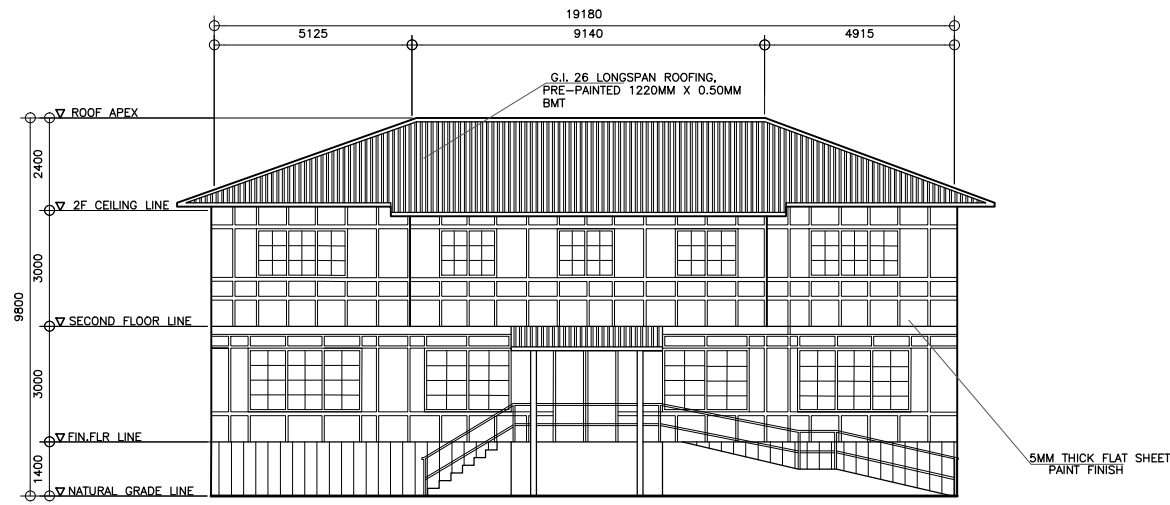 19180
5125
9140
4915
G.I. 26 LONGSPAN ROOFING,
PRE-PAINTED 1220MM X 0.50MM
BMT
ROOF APEX
2400
2F CEILING LINE
3000
9800
SECOND FLOOR LINE
3000
FIN.FLR LINE
1400
NATURAL GRADE LINE
5MM THICK FLAT SHEET
PAINT FINISH